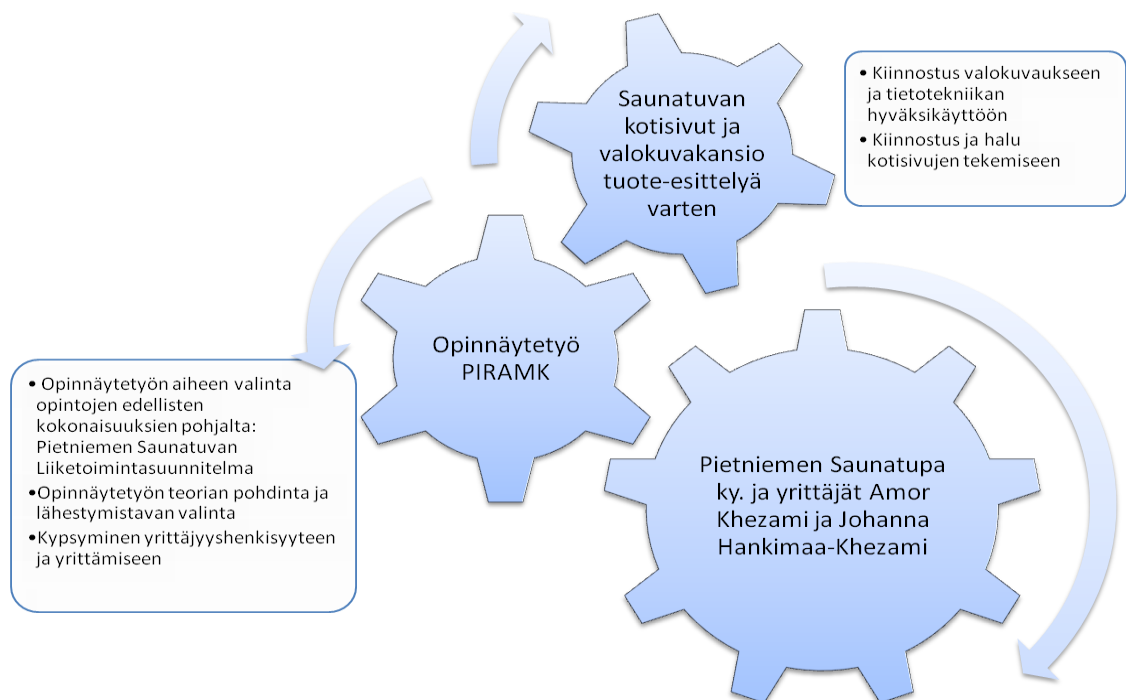 Saunatuvan
kotisivut ja
valokuvakansio
tuote-esittelyä
varten
• Kiinnostus valokuvaukseen
ja tietotekniikan
hyväksikäyttöön
• Kiinnostus ja halu
kotisivujen tekemiseen
Opinnäytetyö
PIRAMK
• Opinnäytetyön aiheen valinta
opintojen edellisten
kokonaisuuksien pohjalta:
Pietniemen Saunatuvan
Liiketoimintasuunnitelma
•Opinnäytetyön teorian pohdinta ja
lähestymistavan valinta
•Kypsyminen yrittäjyyshenkisyyteen
ja yrittämiseen
Pietniemen Saunatupa
ky. ja yrittäjät Amor
Khezami ja Johanna
Hankimaa-Khezami